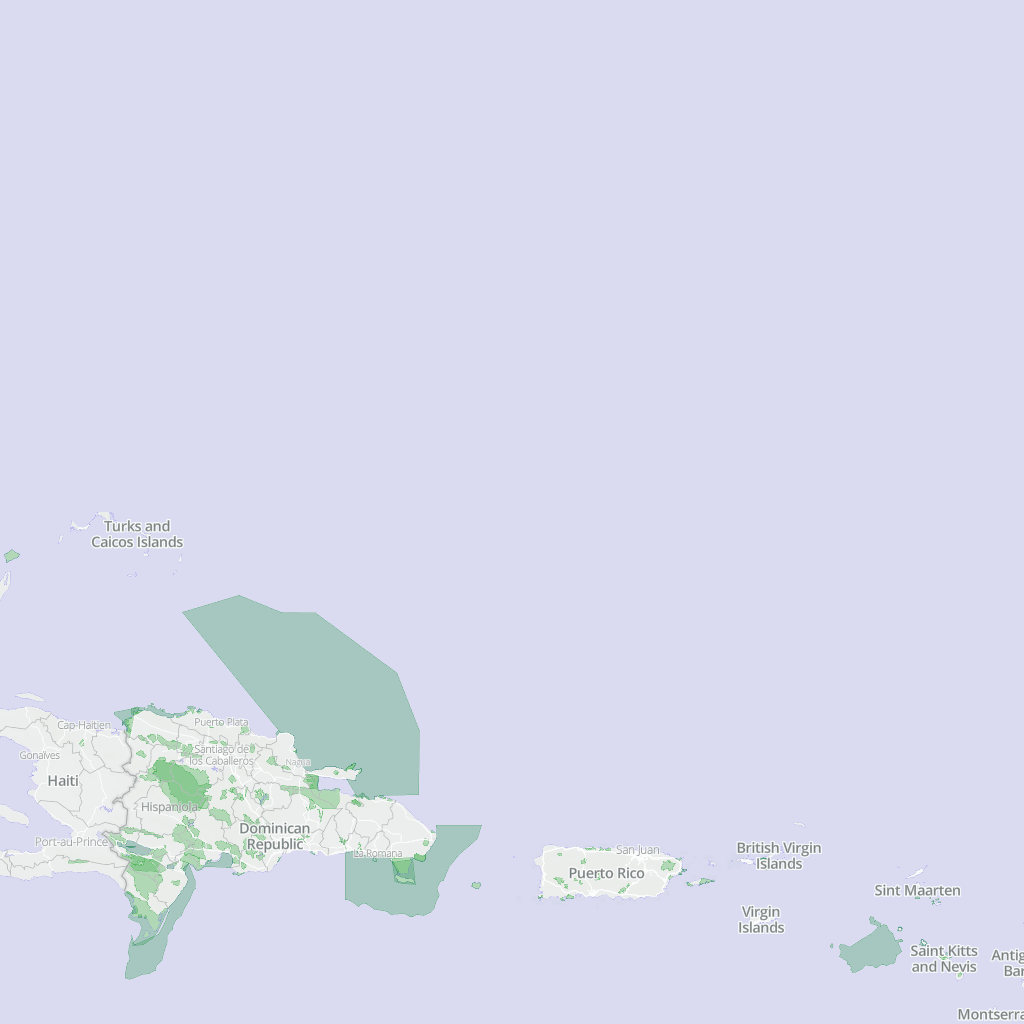 Turks and
Caicos Islands
Cap-Haïtien
Puerto Plata
Gonaïves
Santiago de
los Caballeros
Nagua
Haiti
Hispaniola
Port-au-Prince
Dominican
Republic
La Romana
San Juan
Puerto Rico
British Virgin
Islands
Sint Maarten
Virgin
Islands
Saint Kitts
and Nevis
Antig
Bar
Montserra